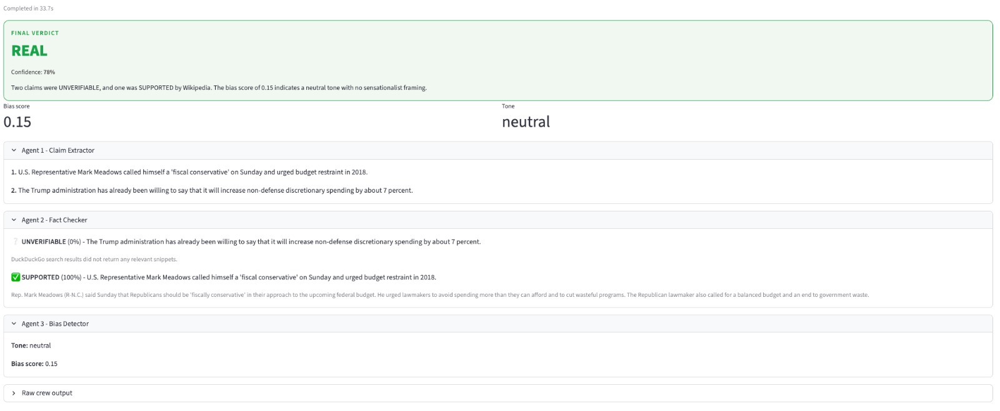 Completed in 33.7s
FINAL VERDICT
REAL
Confidence: 78%
Two claims were UNVERIFIABLE, and one was SUPPORTED by Wikipedia. The bias score of 0.15 indicates a neutral tone with no sensationalist framing.
Bias score
Tone
0.15
neutral
Agent 1 - Claim Extractor
1. U.S. Representative Mark Meadows called himself a 'fiscal conservative' on Sunday and urged budget restraint in 2018.
2. The Trump administration has already been willing to say that it will increase non-defense discretionary spending by about 7 percent.
Agent 2 - Fact Checker
❔ UNVERIFIABLE (0%) - The Trump administration has already been willing to say that it will increase non-defense discretionary spending by about 7 percent.
DuckDuckGo search results did not return any relevant snippets.
✅ SUPPORTED (100%) - U.S. Representative Mark Meadows called himself a 'fiscal conservative' on Sunday and urged budget restraint in 2018.
Rep. Mark Meadows (R-N.C.) said Sunday that Republicans should be 'fiscally conservative' in their approach to the upcoming federal budget. He urged lawmakers to avoid spending more than they can afford and to cut wasteful programs. The Republican lawmaker also called for a balanced budget and an end to government waste.
Agent 3 - Bias Detector
Tone: neutral
Bias score: 0.15
Raw crew output